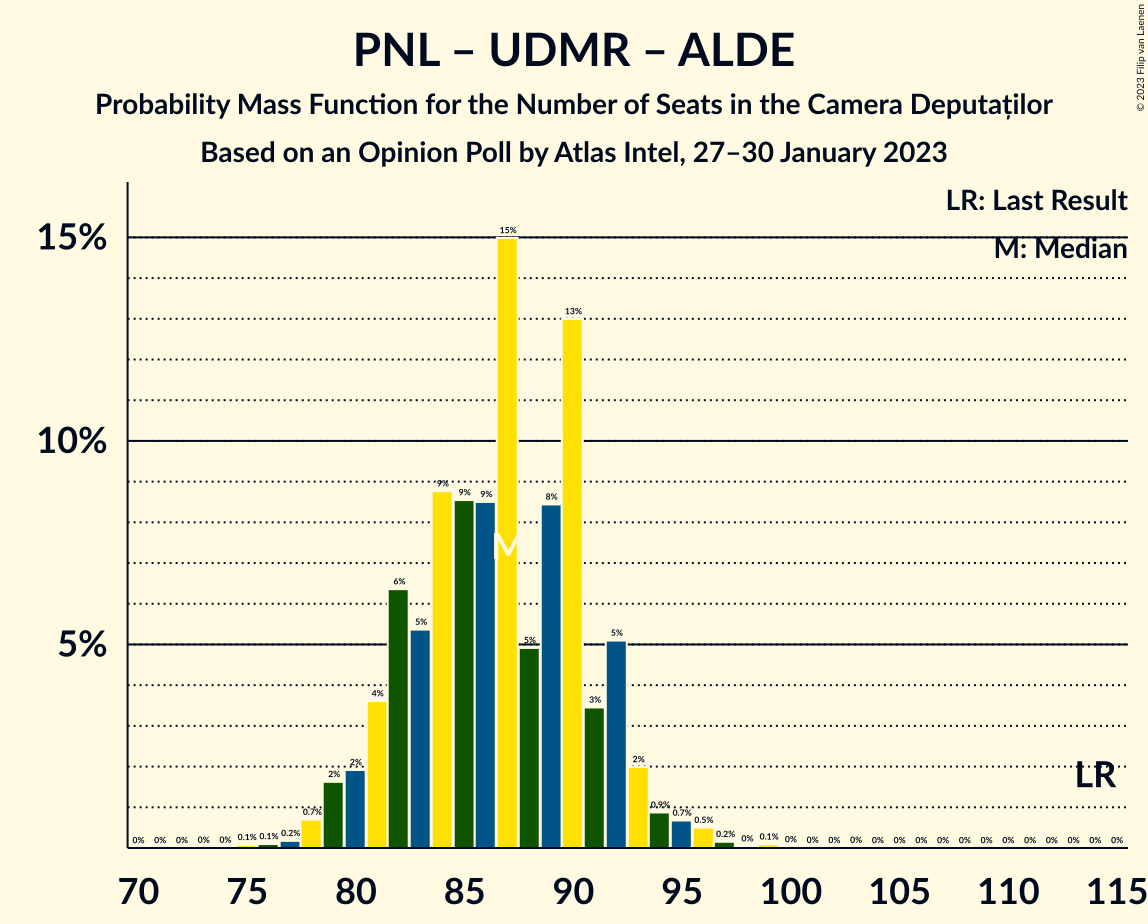 PNL – UDMR – ALDE
Probability Mass Function for the Number of Seats in the Camera Deputaților
Based on an Opinion Poll by Atlas Intel, 27–30 January 2023
© 2023 Filip van Laenen
LR: Last Result
M: Median
15%
10%
5%
0% 0% 0% 0% 0% 0.1% 0.1% 0.2% 0.7% 2% 2% 4% 6% 5% 9% 9% 9% 15% 5% 8% 13% 3% 5% 2% 0.9% 0.7% 0.5% 0.2% 0% 0.1% 0% 0% 0% 0% 0% 0% 0% 0% 0% 0% 0% 0% 0% 0% 0% 0%
M
LR
70 75 80 85 90 95 100 105 110 115